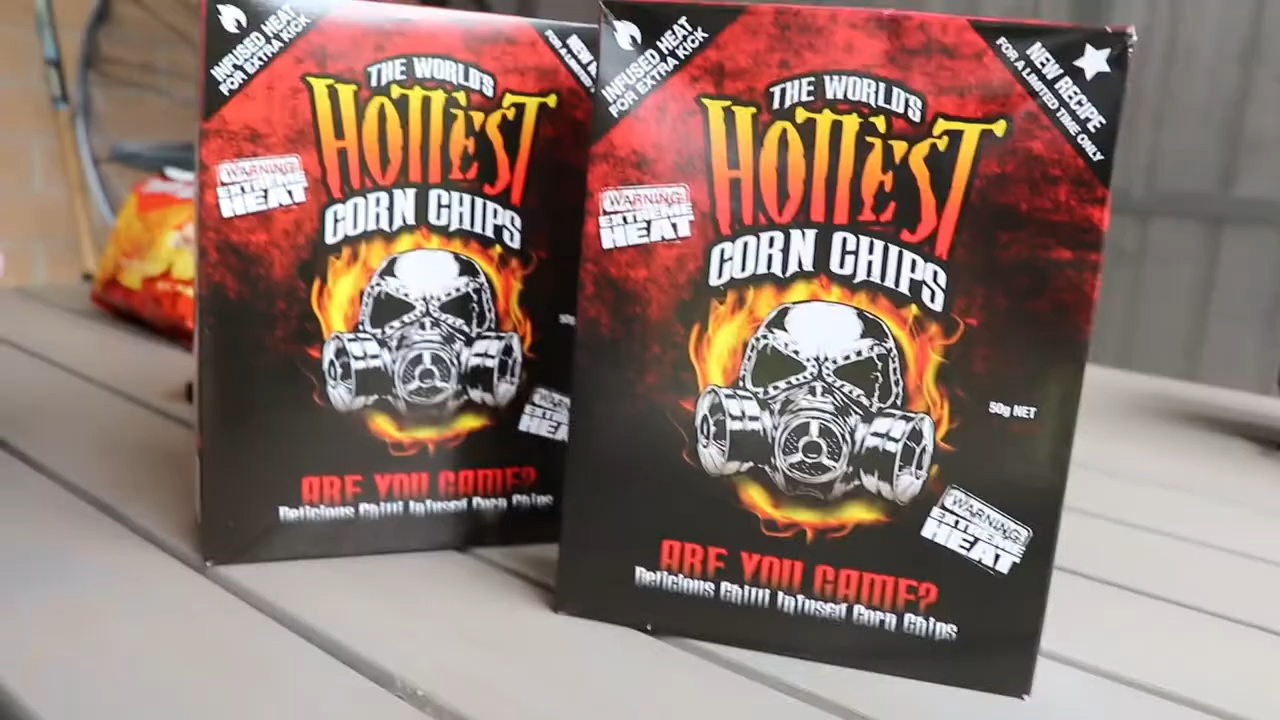 INFUSED HEAT
FOR EXTRA KICK
THE WORLD'S
HOTTEST
CORN CHIPS
WARNING!
EXTREME
HEAT
ARE YOU GAME?
Delicious Chilli Infused Corn Chips
INFUSED HEAT
FOR EXTRA KICK
NEW RECIPE
FOR A LIMITED TIME ONLY
THE WORLD'S
HOTTEST
CORN CHIPS
WARNING!
EXTREME
HEAT
50g NET
WARNING!
EXTREME
HEAT
ARE YOU GAME?
Delicious Chilli Infused Corn Chips